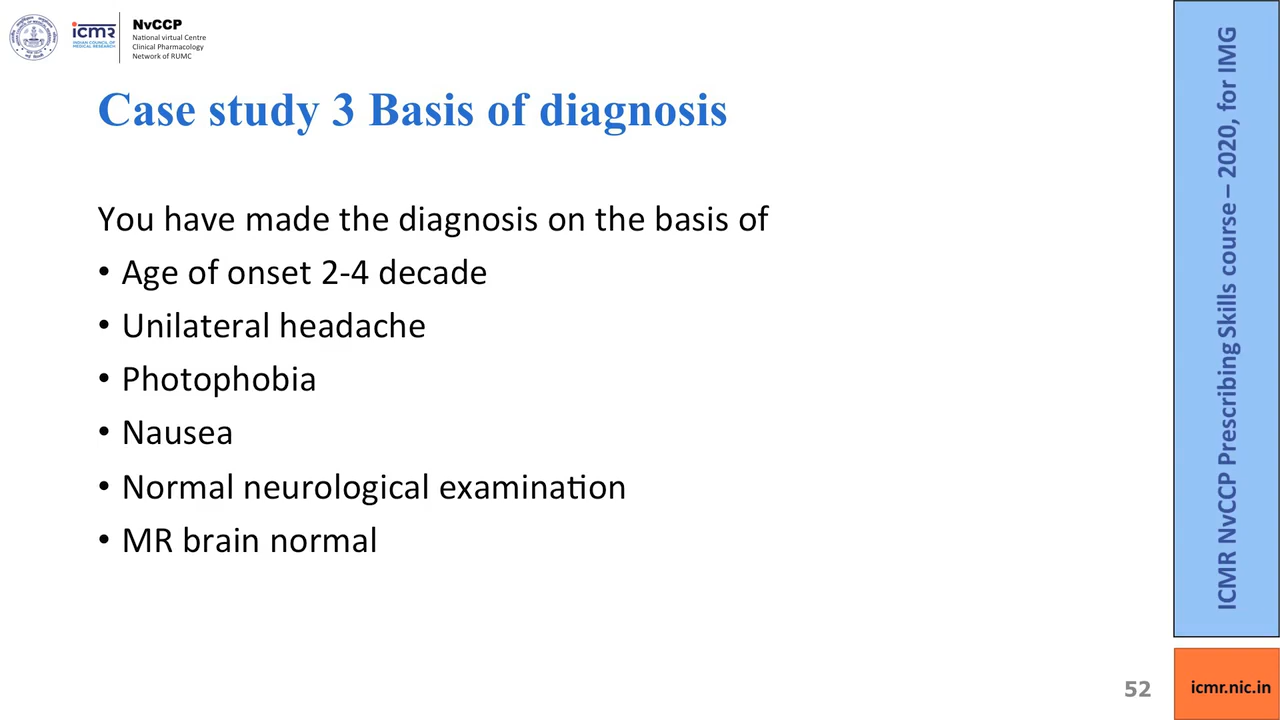 icmr
INDIAN COUNCIL OF
MEDICAL RESEARCH
NvCCP
National virtual Centre
Clinical Pharmacology
Network of RUMC
Case study 3 Basis of diagnosis
You have made the diagnosis on the basis of
• Age of onset 2-4 decade
• Unilateral headache
• Photophobia
• Nausea
• Normal neurological examination
• MR brain normal
ICMR NvCCP Prescribing Skills course – 2020, for IMG
52
icmr.nic.in